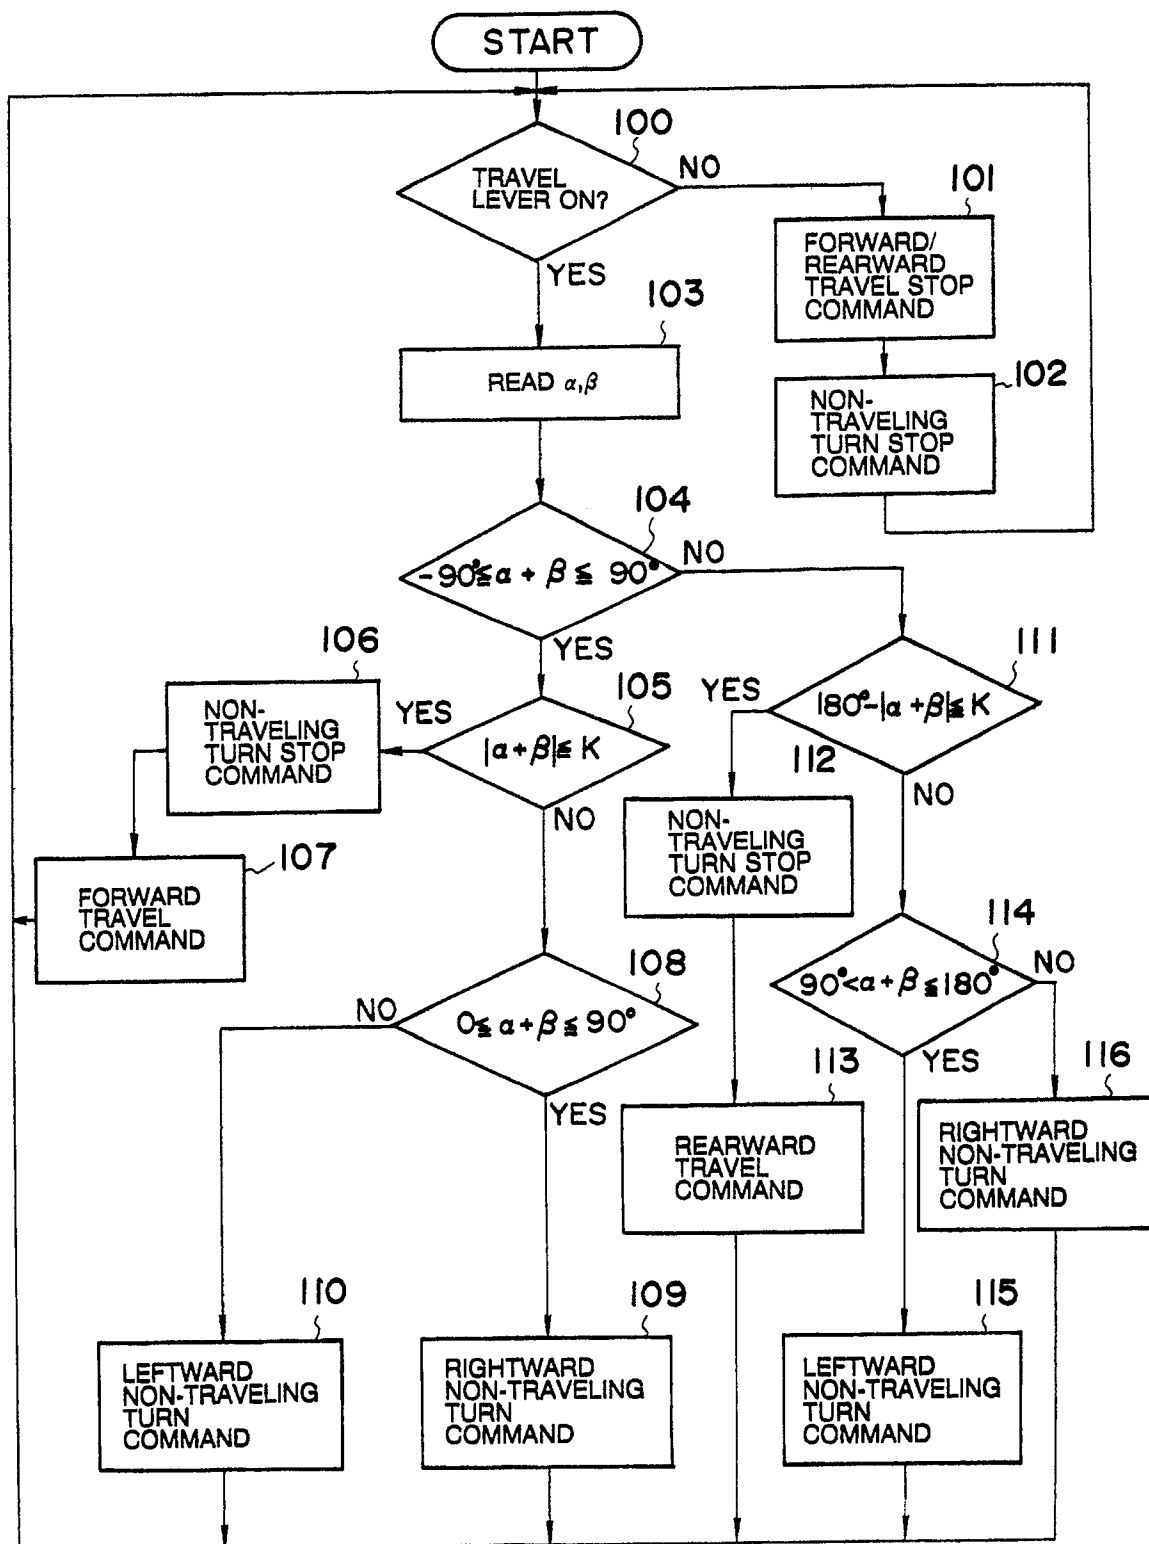 START
100
TRAVEL
LEVER ON?
NO
YES
101
FORWARD/
REARWARD
TRAVEL STOP
COMMAND
102
NON-
TRAVELING
TURN STOP
COMMAND
103
READ α,β
104
-90°≦α + β ≦ 90°
NO
YES
105
|α+β|≦ K
YES
NO
106
NON-
TRAVELING
TURN STOP
COMMAND
107
FORWARD
TRAVEL
COMMAND
111
180°-|α+β|≦ K
YES
NO
112
NON-
TRAVELING
TURN STOP
COMMAND
108
0≦ α+β ≦ 90°
NO
YES
114
90°<α+β ≦180°
NO
YES
113
REARWARD
TRAVEL
COMMAND
116
RIGHTWARD
NON-TRAVELING
TURN
COMMAND
110
LEFTWARD
NON-TRAVELING
TURN
COMMAND
109
RIGHTWARD
NON-TRAVELING
TURN
COMMAND
115
LEFTWARD
NON-TRAVELING
TURN
COMMAND